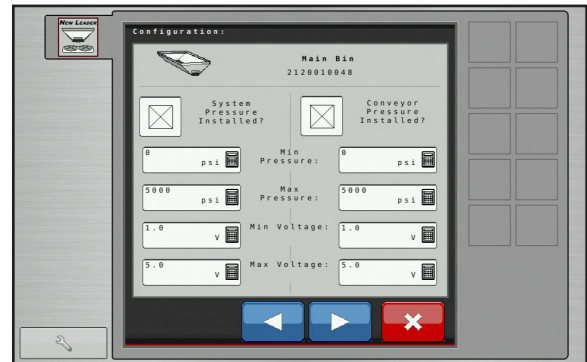 New Leader
Configuration:
Main Bin
2120010048
System Pressure Installed?
Conveyor Pressure Installed?
0 psi
Min Pressure:
0 psi
5000 psi
Max Pressure:
5000 psi
1.0 V
Min Voltage:
1.0 V
5.0 V
Max Voltage:
5.0 V